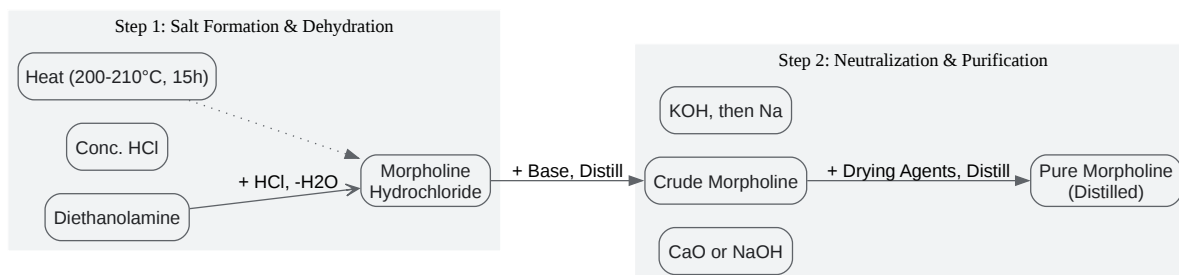 Step 1: Salt Formation & Dehydration
Heat (200-210°C, 15h)
Conc. HCl
+ HCl, -H2O
Diethanolamine
Morpholine
Hydrochloride
+ Base, Distill
Step 2: Neutralization & Purification
KOH, then Na
Crude Morpholine
+ Drying Agents, Distill
Pure Morpholine
(Distilled)
CaO or NaOH